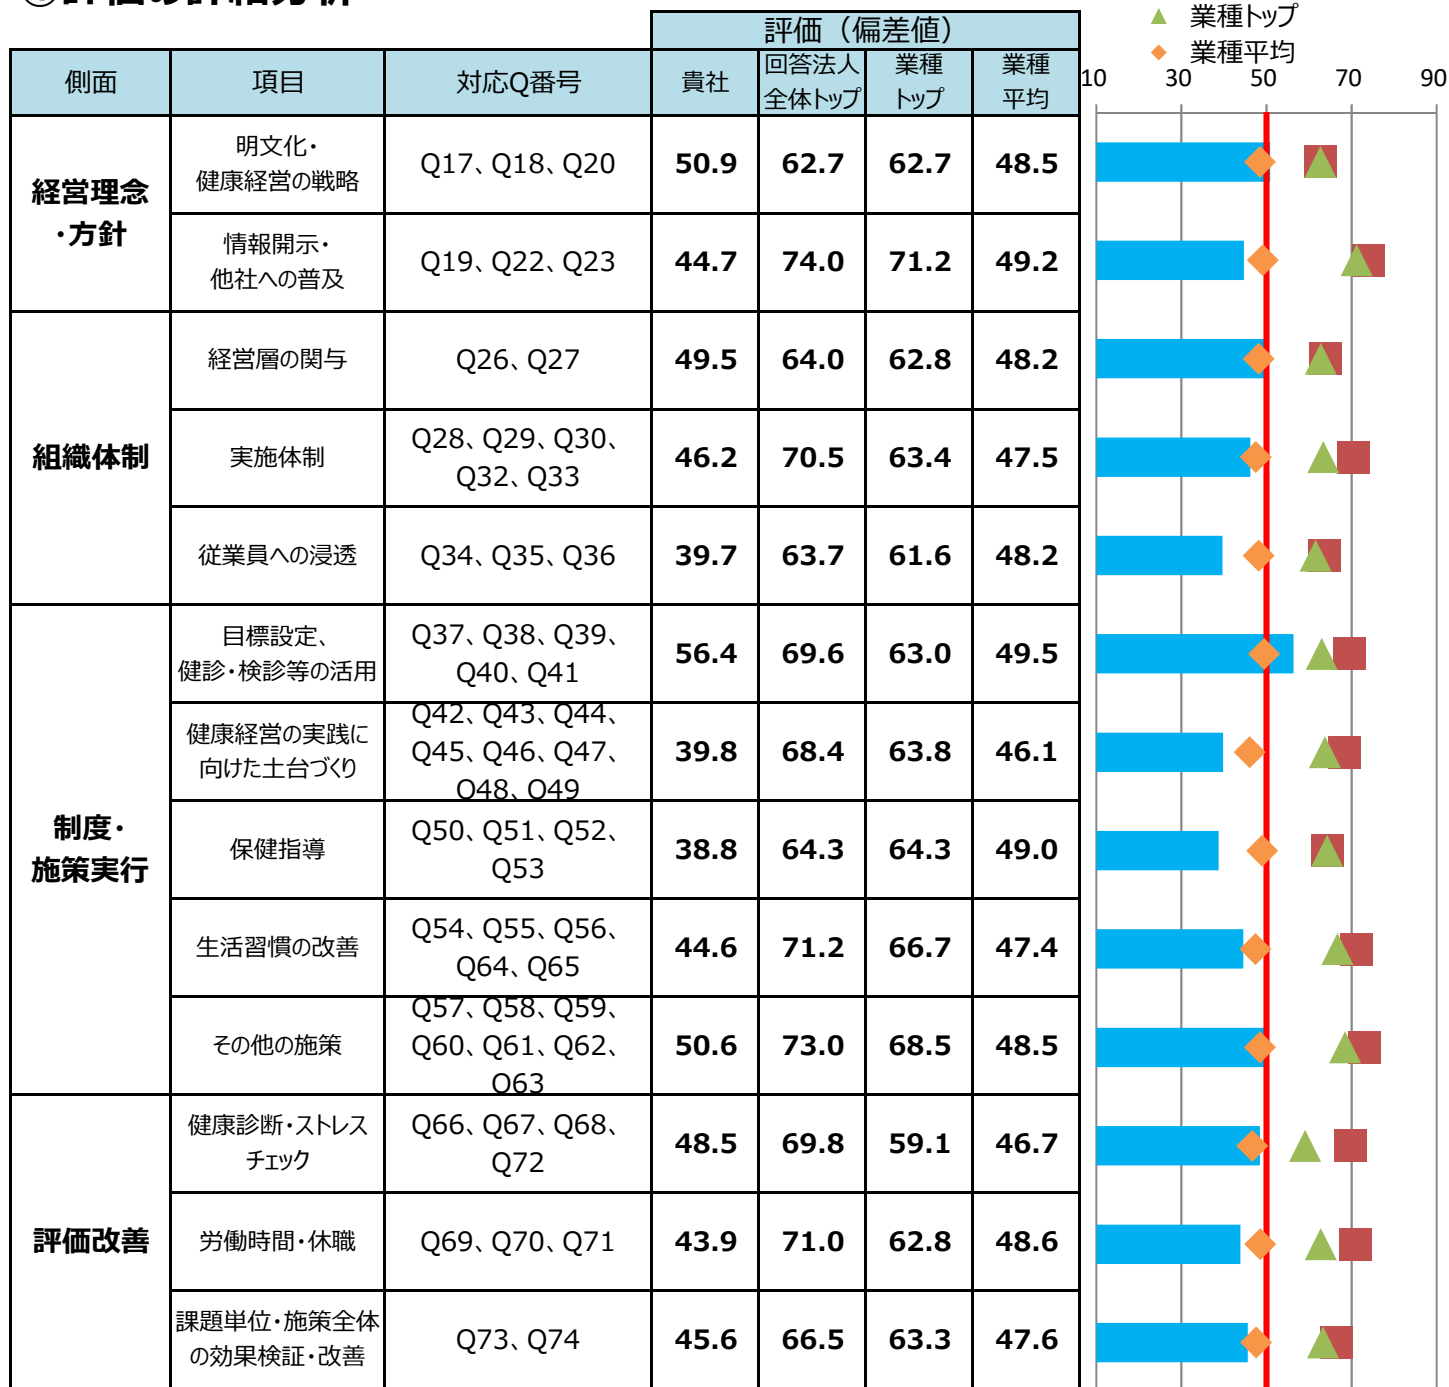 ▲ 業種トップ
◆ 業種平均
評価（偏差値）
側面 項目 対応Q番号 貴社 回答法人 業種 業種
全体トップ トップ 平均
10 30 50 70 90
経営理念
・方針
明文化・
健康経営の戦略
Q17、Q18、Q20 50.9 62.7 62.7 48.5
情報開示・
他社への普及
Q19、Q22、Q23 44.7 74.0 71.2 49.2
組織体制
経営層の関与 Q26、Q27 49.5 64.0 62.8 48.2
実施体制
Q28、Q29、Q30、
Q32、Q33
46.2 70.5 63.4 47.5
従業員への浸透 Q34、Q35、Q36 39.7 63.7 61.6 48.2
制度・
施策実行
目標設定、
健診・検診等の活用
Q37、Q38、Q39、
Q40、Q41
56.4 69.6 63.0 49.5
健康経営の実践に
向けた土台づくり
Q42、Q43、Q44、
Q45、Q46、Q47、
Q48、Q49
39.8 68.4 63.8 46.1
保健指導
Q50、Q51、Q52、
Q53
38.8 64.3 64.3 49.0
生活習慣の改善
Q54、Q55、Q56、
Q64、Q65
44.6 71.2 66.7 47.4
その他の施策
Q57、Q58、Q59、
Q60、Q61、Q62、
Q63
50.6 73.0 68.5 48.5
評価改善
健康診断・ストレス
チェック
Q66、Q67、Q68、
Q72
48.5 69.8 59.1 46.7
労働時間・休職 Q69、Q70、Q71 43.9 71.0 62.8 48.6
課題単位・施策全体
の効果検証・改善
Q73、Q74 45.6 66.5 63.3 47.6